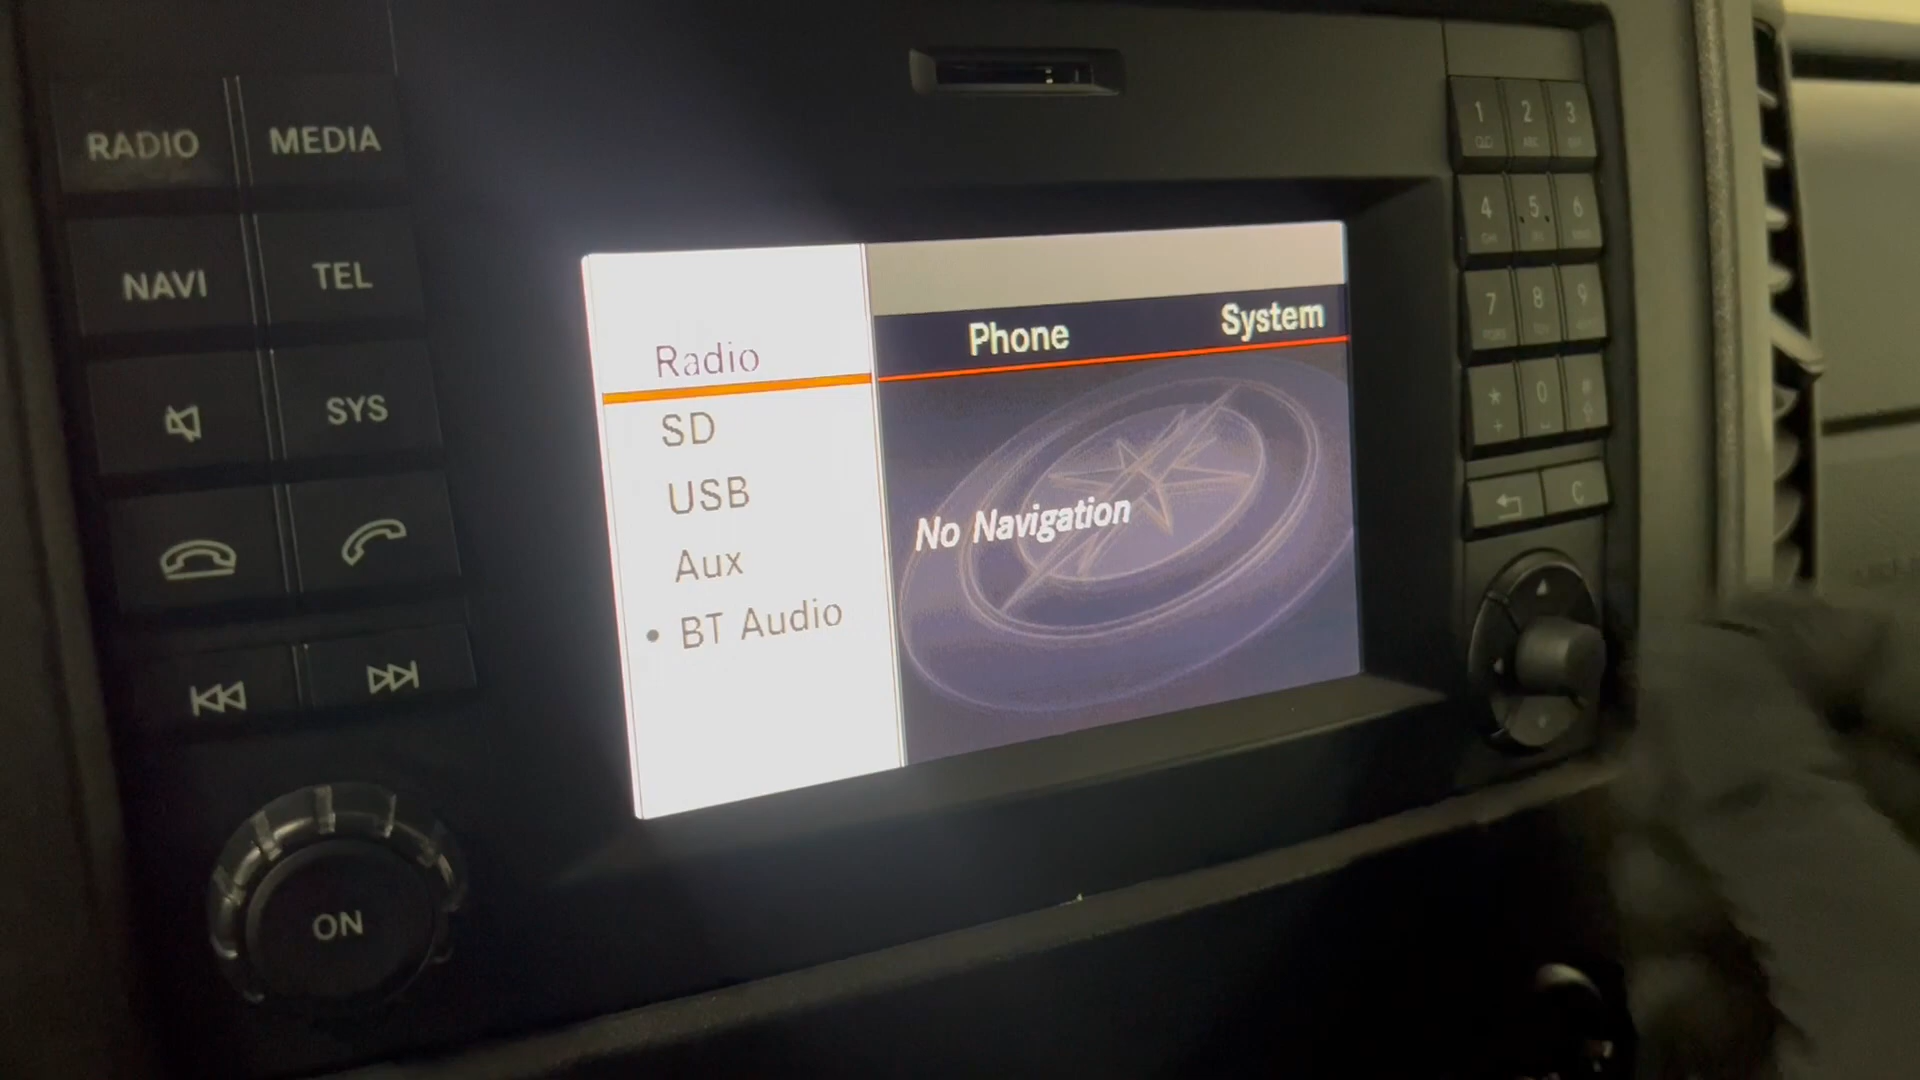 RADIO MEDIA
NAVI TEL
SYS
ON
Radio
SD
USB
Aux
• BT Audio
Phone System
No Navigation
1 2 3
4 5 6
7 8 9
* 0 #
+
C